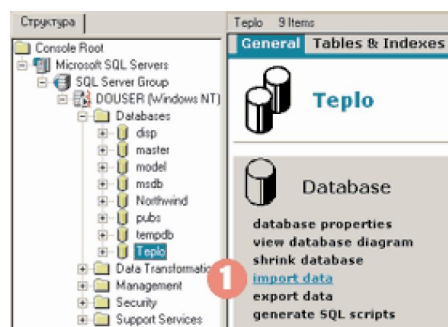 Структура
Console Root
Microsoft SQL Servers
SQL Server Group
DOUSER (Windows NT)
Databases
disp
master
model
msdb
Northwind
pubs
tempdb
Teplo
Data Transformatio
Management
Security
Support Services
Teplo 9 Items
General Tables & Indexes
Teplo
Database
database properties
view database diagram
shrink database
1 import data
export data
generate SQL scripts